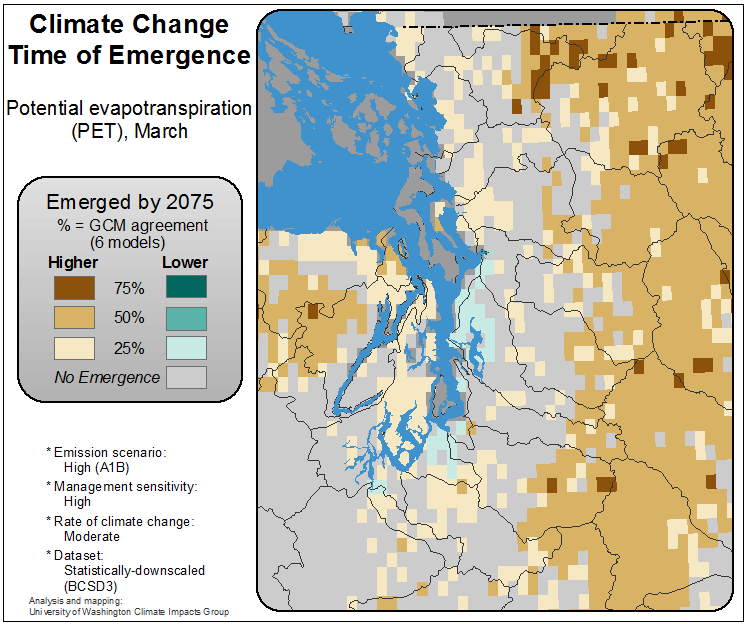 Climate Change
Time of Emergence
Potential evapotranspiration
(PET), March
Emerged by 2075
% = GCM agreement
(6 models)
Higher Lower
75%
50%
25%
No Emergence
* Emission scenario:
High (A1B)
* Management sensitivity:
High
* Rate of climate change:
Moderate
* Dataset:
Statistically-downscaled
(BCSD3)
Analysis and mapping:
University of Washington Climate Impacts Group